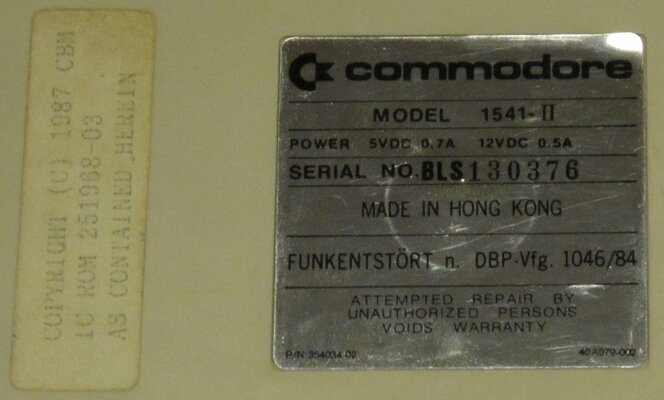 COPYRIGHT (C) 1987 CBM
IC ROM 251968-03
AS CONTAINED HEREIN
commodore
MODEL 1541-II
POWER 5VDC 0.7A 12VDC 0.5A
SERIAL NO. BLS130376
MADE IN HONG KONG
FUNKENTSTÖRT n. DBP-Vfg. 1046/84
ATTEMPTED REPAIR BY
UNAUTHORIZED PERSONS
VOIDS WARRANTY
P/N 354034-02 40A079-002